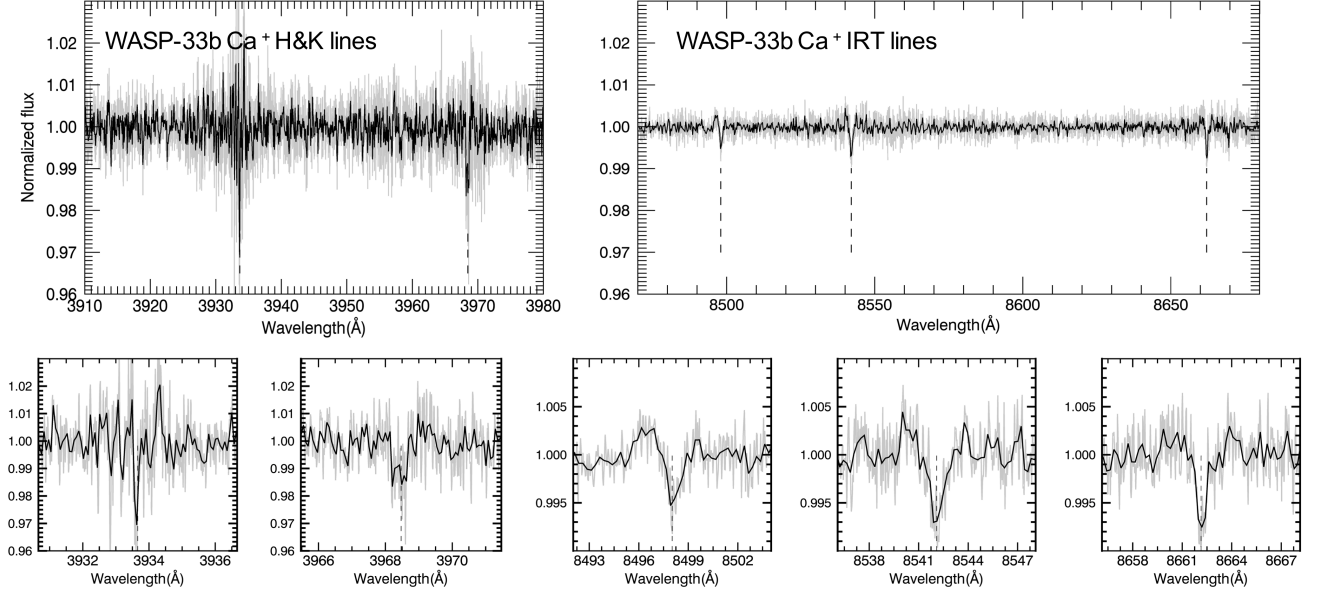 WASP-33b Ca + H&K lines
WASP-33b Ca + IRT lines
Normalized flux
1.02
1.01
1.00
0.99
0.98
0.97
0.96
3910 3920 3930 3940 3950 3960 3970 3980
Wavelength(Å)
1.02
1.01
1.00
0.99
0.98
0.97
0.96
8500 8550 8600 8650
Wavelength(Å)
1.02
1.01
1.00
0.99
0.98
0.97
0.96
3932 3934 3936
Wavelength(Å)
1.02
1.01
1.00
0.99
0.98
0.97
0.96
3966 3968 3970
Wavelength(Å)
1.005
1.000
0.995
8493 8496 8499 8502
Wavelength(Å)
1.005
1.000
0.995
8538 8541 8544 8547
Wavelength(Å)
1.005
1.000
0.995
8658 8661 8664 8667
Wavelength(Å)